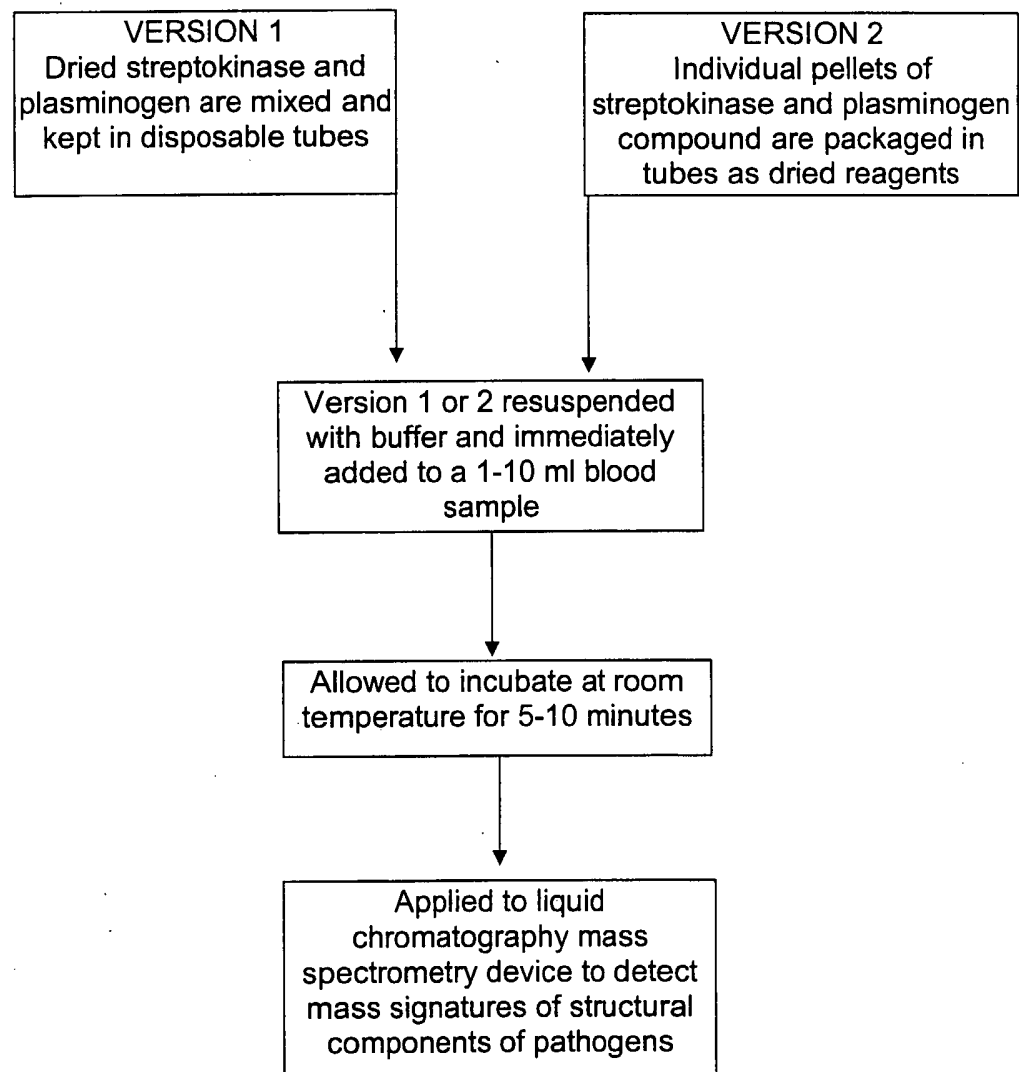 VERSION 1
Dried streptokinase and
plasminogen are mixed and
kept in disposable tubes
VERSION 2
Individual pellets of
streptokinase and plasminogen
compound are packaged in
tubes as dried reagents
Version 1 or 2 resuspended
with buffer and immediately
added to a 1-10 ml blood
sample
Allowed to incubate at room
temperature for 5-10 minutes
Applied to liquid
chromatography mass
spectrometry device to detect
mass signatures of structural
components of pathogens